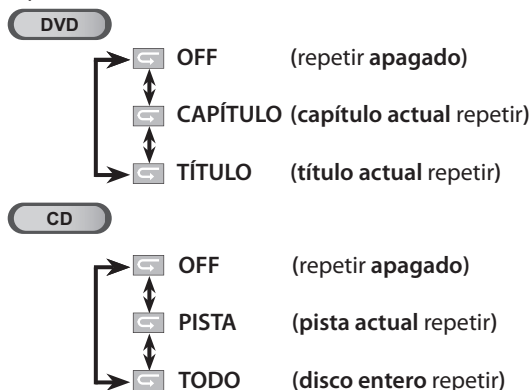 DVD
OFF (repetir apagado)
CAPÍTULO (capítulo actual repetir)
TÍTULO (título actual repetir)
CD
OFF (repetir apagado)
PISTA (pista actual repetir)
TODO (disco entero repetir)